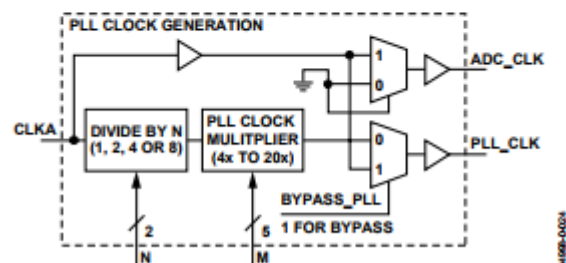 PLL CLOCK GENERATION
1
ADC_CLK
0
CLKA
DIVIDE BY N
(1, 2, 4 OR 8)
PLL CLOCK
MULITPLIER
(4x TO 20x)
0
PLL_CLK
1
BYPASS_PLL
1 FOR BYPASS
2
5
N
M